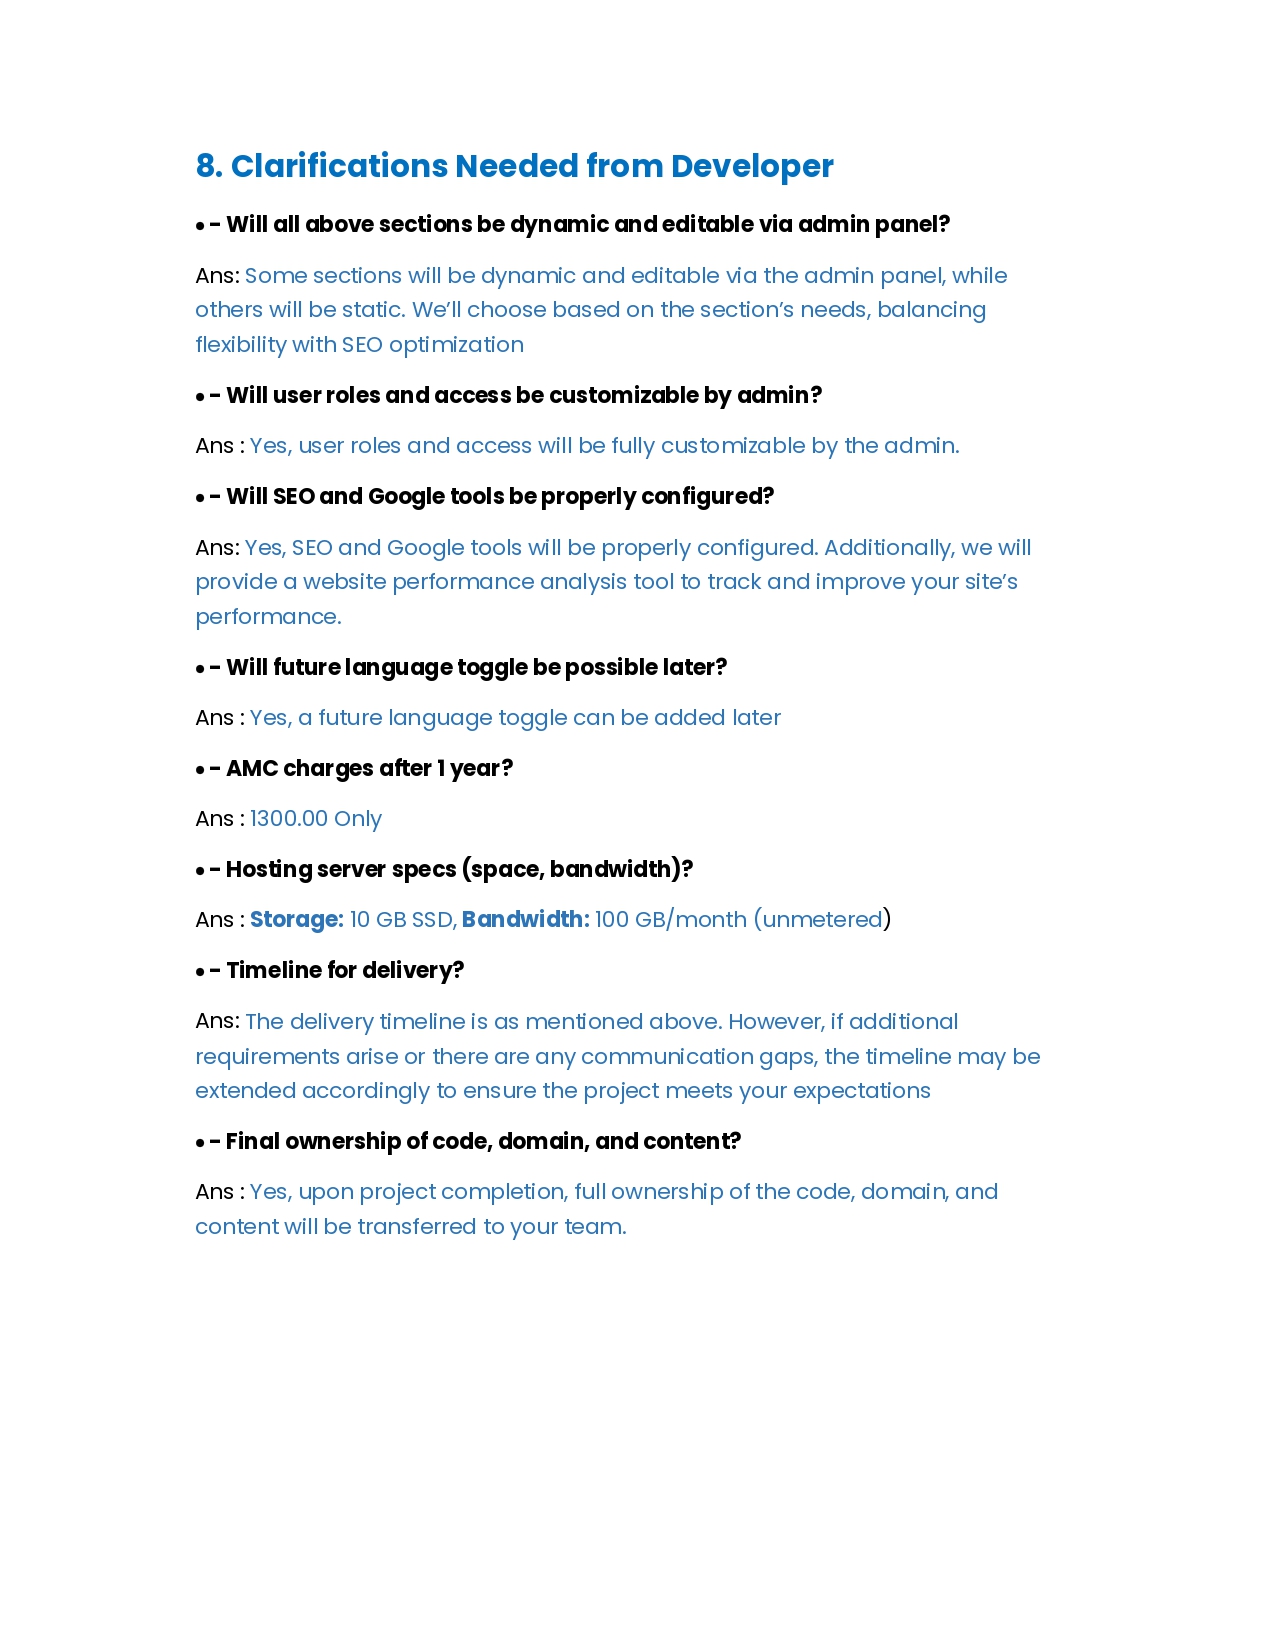 8. Clarifications Needed from Developer
• - Will all above sections be dynamic and editable via admin panel?
Ans: Some sections will be dynamic and editable via the admin panel, while
others will be static. We’ll choose based on the section’s needs, balancing
flexibility with SEO optimization
• - Will user roles and access be customizable by admin?
Ans : Yes, user roles and access will be fully customizable by the admin.
• - Will SEO and Google tools be properly configured?
Ans: Yes, SEO and Google tools will be properly configured. Additionally, we will
provide a website performance analysis tool to track and improve your site’s
performance.
• - Will future language toggle be possible later?
Ans : Yes, a future language toggle can be added later
• - AMC charges after 1 year?
Ans : 1300.00 Only
• - Hosting server specs (space, bandwidth)?
Ans : Storage: 10 GB SSD, Bandwidth: 100 GB/month (unmetered)
• - Timeline for delivery?
Ans: The delivery timeline is as mentioned above. However, if additional
requirements arise or there are any communication gaps, the timeline may be
extended accordingly to ensure the project meets your expectations
• - Final ownership of code, domain, and content?
Ans : Yes, upon project completion, full ownership of the code, domain, and
content will be transferred to your team.